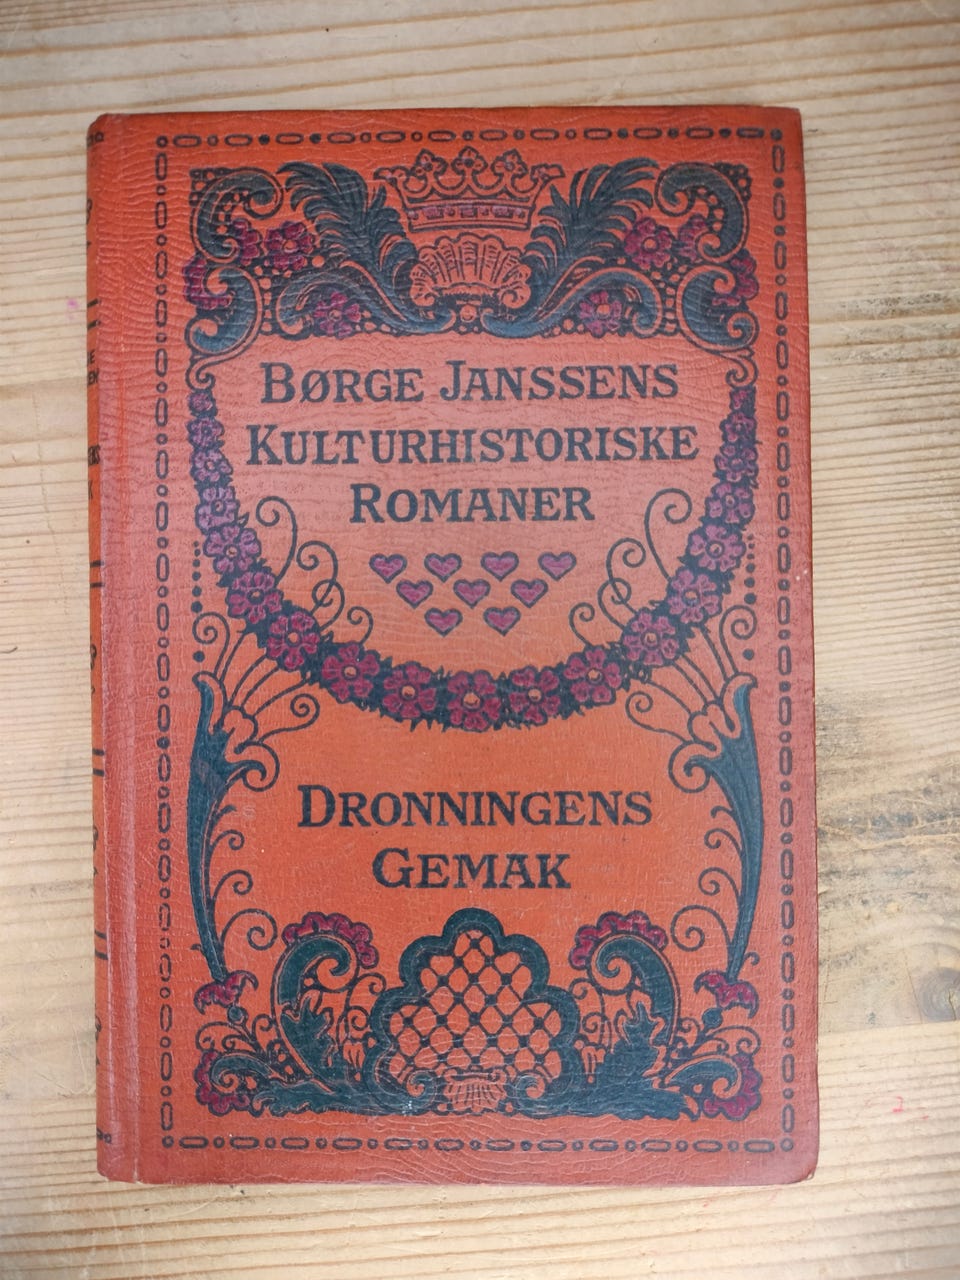 BØRGE JANSSENS
KULTURHISTORISKE
ROMANER
DRONNINGENS
GEMAK